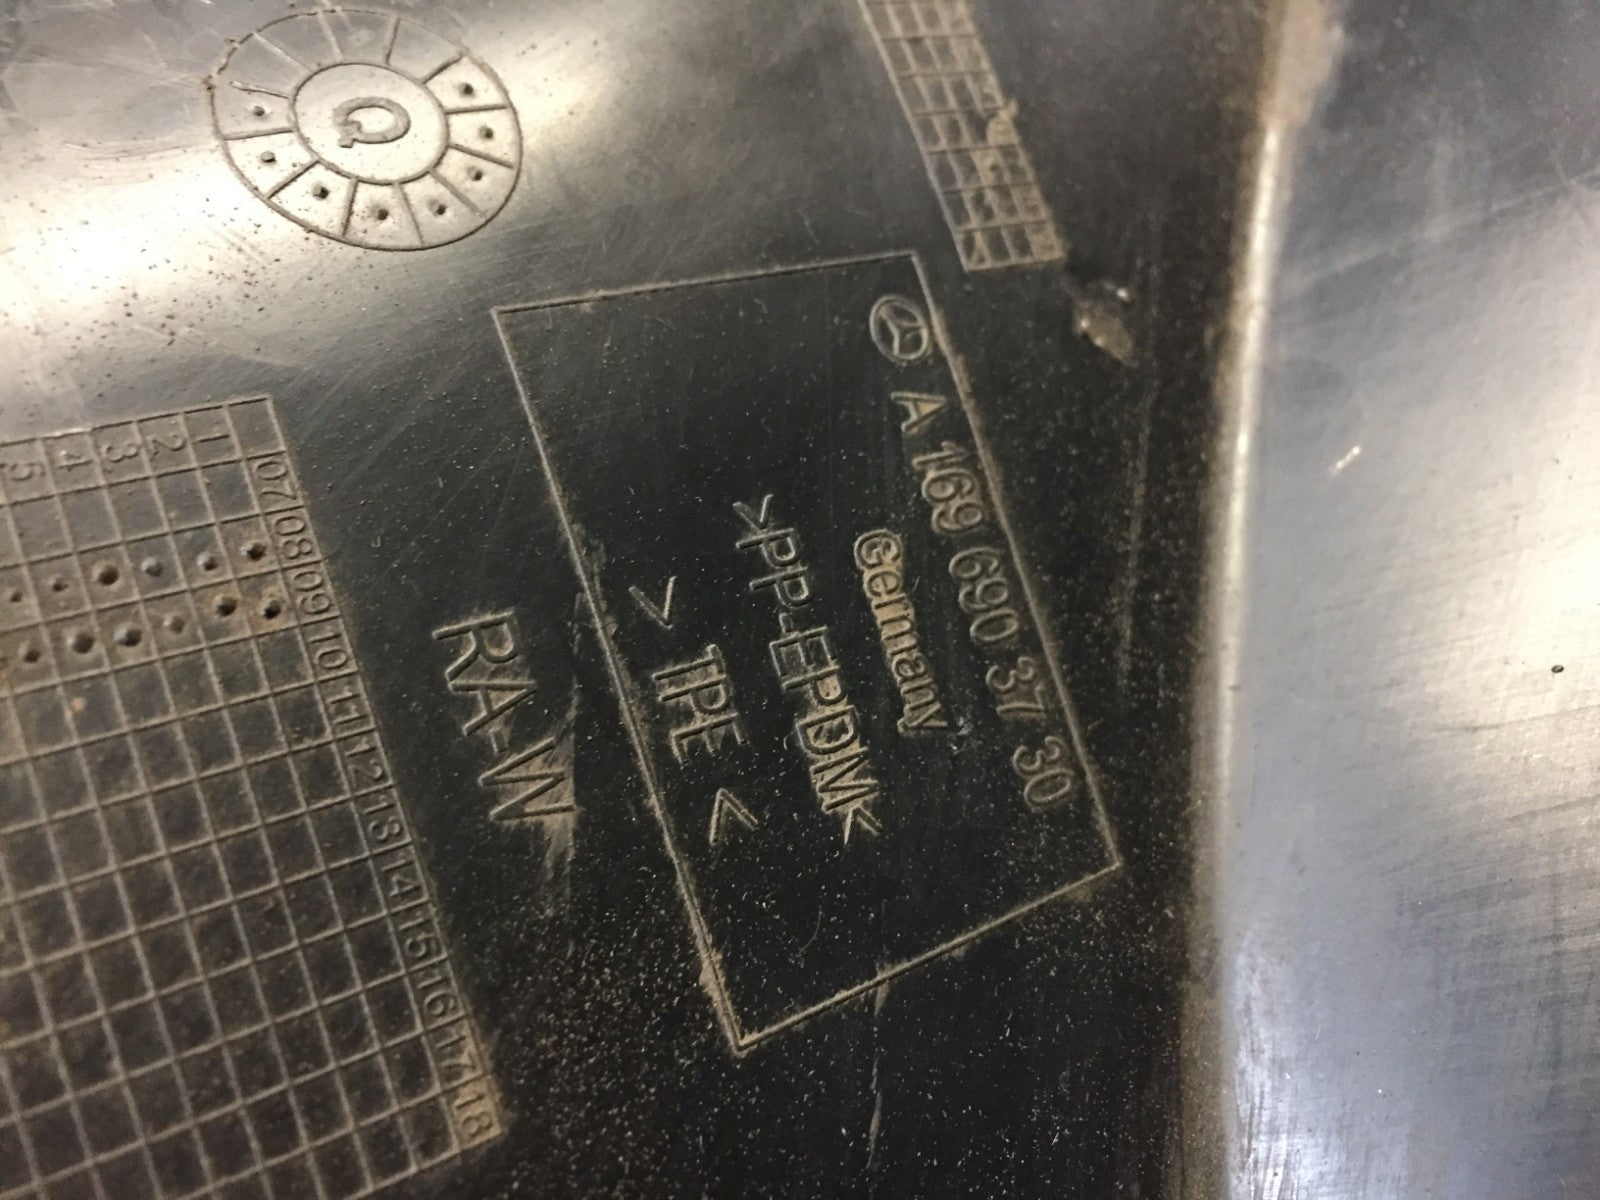 Q
A 169 690 37 30
Germany
>PP-EPDM<
> TPE <
RA-W
07 08 09 10 11 12 13 14 15 16 17 18
1
2
3
4
5